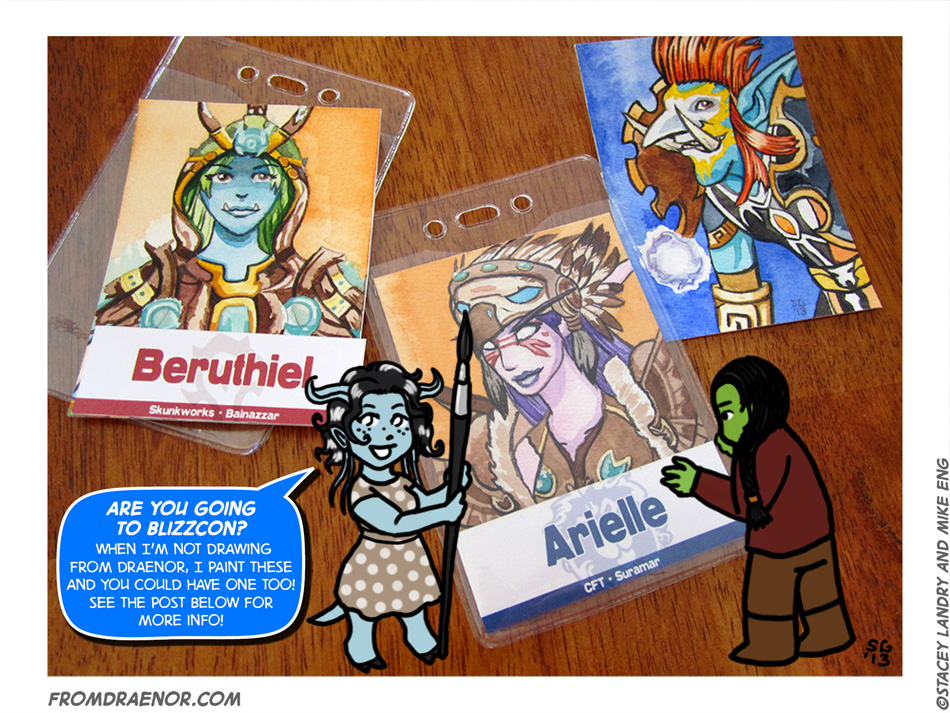 Beruthiel
Skunkworks • Balnazzar
Arielle
CFT • Suramar
SG
13
ARE YOU GOING
TO BLIZZCON?
WHEN I'M NOT DRAWING
FROM DRAENOR, I PAINT THESE
AND YOU COULD HAVE ONE TOO!
SEE THE POST BELOW FOR
MORE INFO!
SG
'13
FROMDRAENOR.COM
©STACEY LANDRY AND MIKE ENG